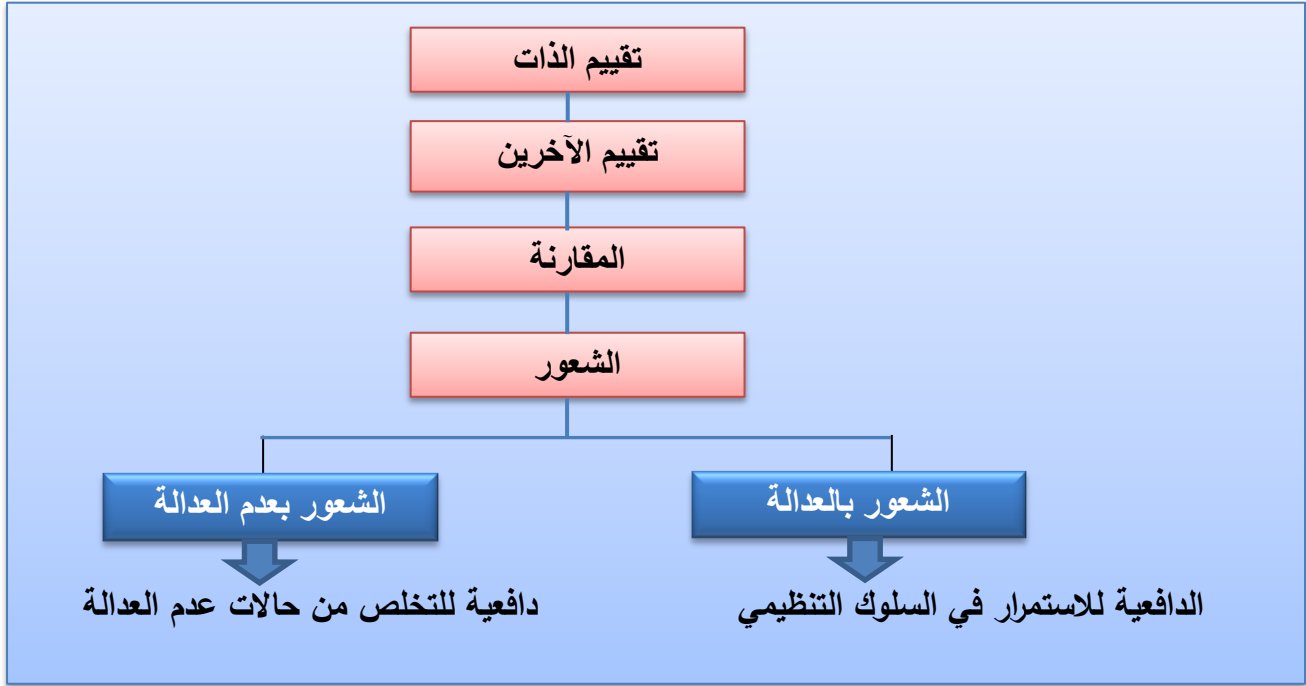 تقييم الذات
تقييم الآخرين
المقارنة
الشعور
الشعور بالعدالة
الشعور بعدم العدالة
الدافعية للاستمرار في السلوك التنظيمي
دافعية للتخلص من حالات عدم العدالة